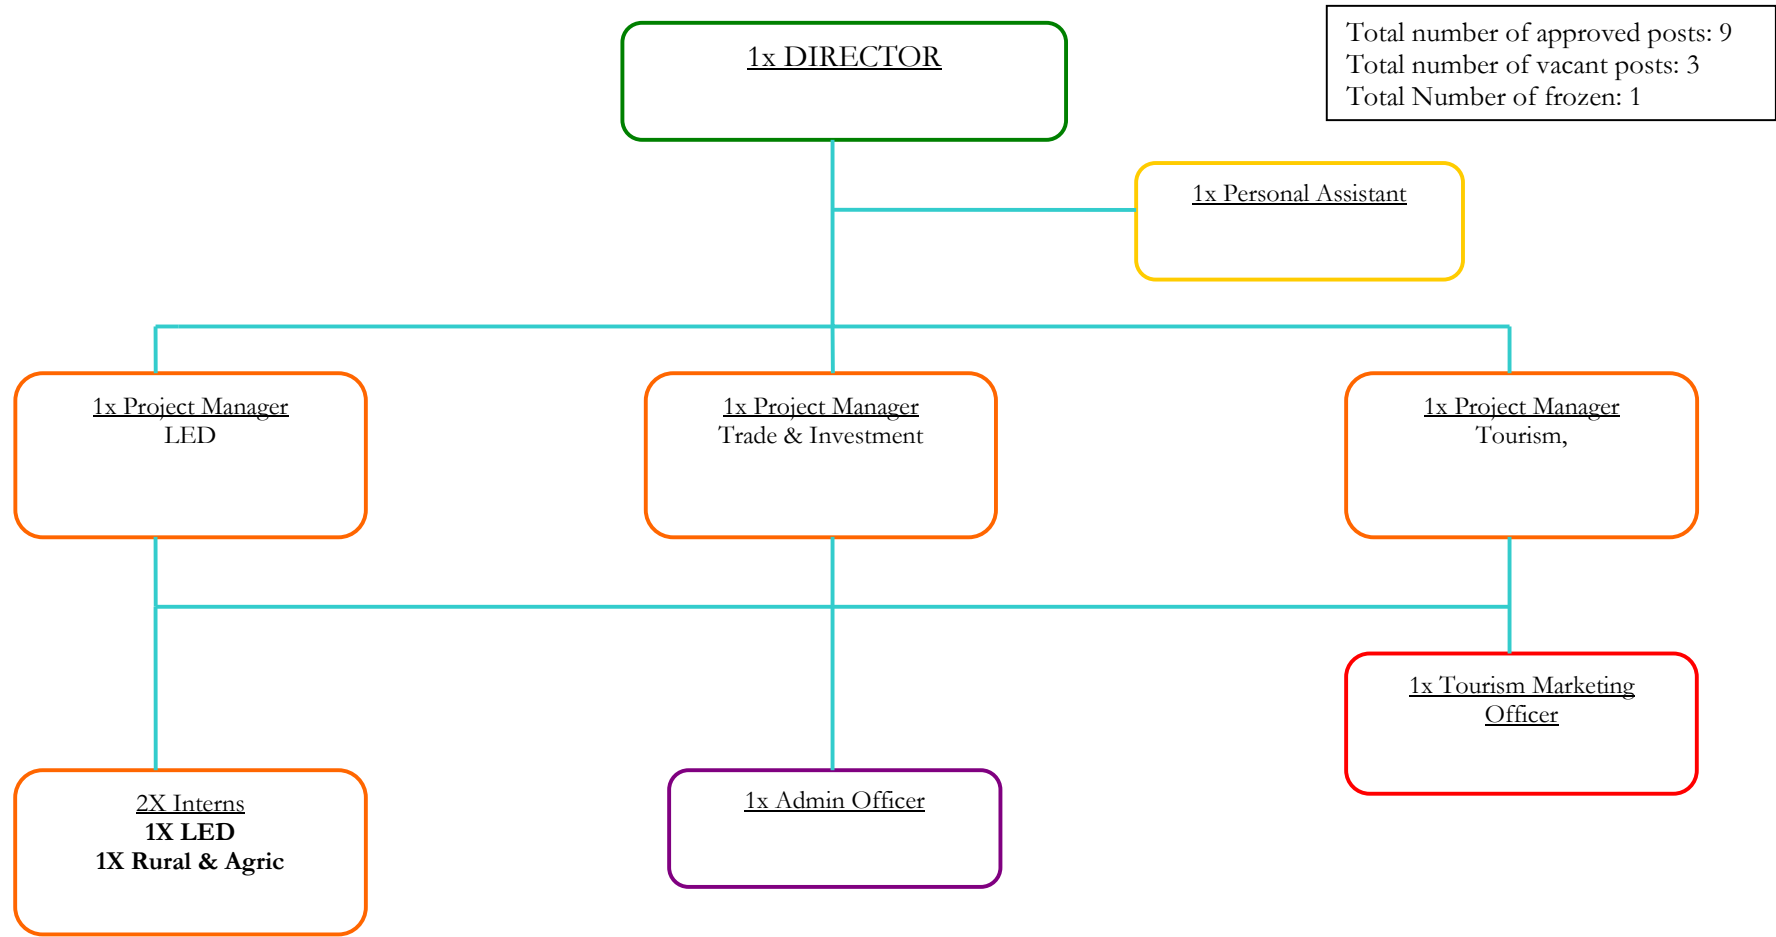 1x DIRECTOR
Total number of approved posts: 9
Total number of vacant posts: 3
Total Number of frozen: 1
1x Personal Assistant
1x Project Manager
LED
1x Project Manager
Trade & Investment
1x Project Manager
Tourism,
1x Tourism Marketing
Officer
2X Interns
1X LED
1X Rural & Agric
1x Admin Officer